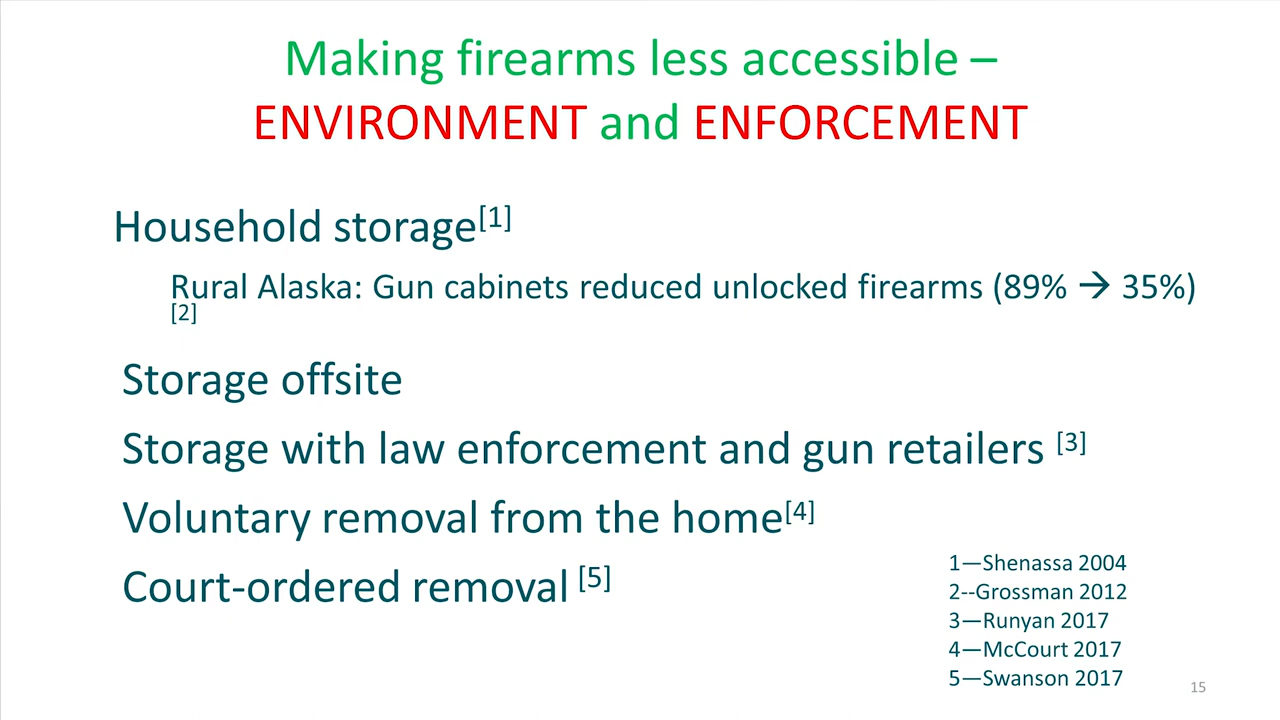 Making firearms less accessible –
ENVIRONMENT and ENFORCEMENT
Household storage[1]
Rural Alaska: Gun cabinets reduced unlocked firearms (89% → 35%)
[2]
Storage offsite
Storage with law enforcement and gun retailers [3]
Voluntary removal from the home[4]
Court-ordered removal [5]
1—Shenassa 2004
2--Grossman 2012
3—Runyan 2017
4—McCourt 2017
5—Swanson 2017
15